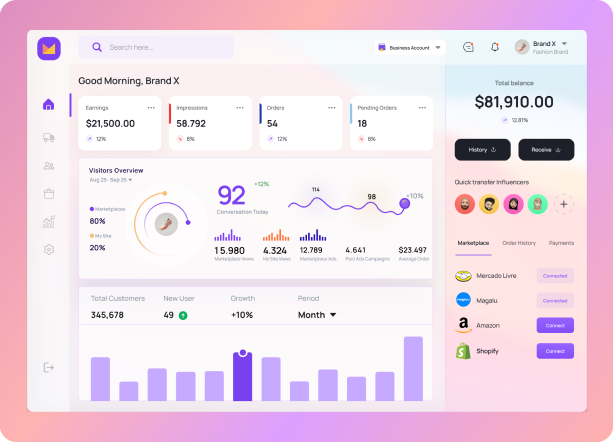 Search here...
Business Account
Brand X
Fashion Brand
Good Morning, Brand X
Earnings
$21,500.00
12%
Impressions
58.792
8%
Orders
54
12%
Pending Orders
18
8%
Visitors Overview
Aug 25- Sep 25
Marketplaces
80%
My Site
20%
92
+12%
Conversation Today
114
98
+10%
15.980
Marketplace Views
4.324
My Site Views
12.789
Marketplace Ads
4.641
Paid Ads Campaigns
$23.497
Average Order
Total Customers
345,678
New User
49
Growth
+10%
Period
Month
Total balance
$81,910.00
12.81%
History
Receive
Quick transfer Influencers
Marketplace
Order History
Payments
Mercado Livre
Connected
Magalu
Connected
Amazon
Connect
Shopify
Connect